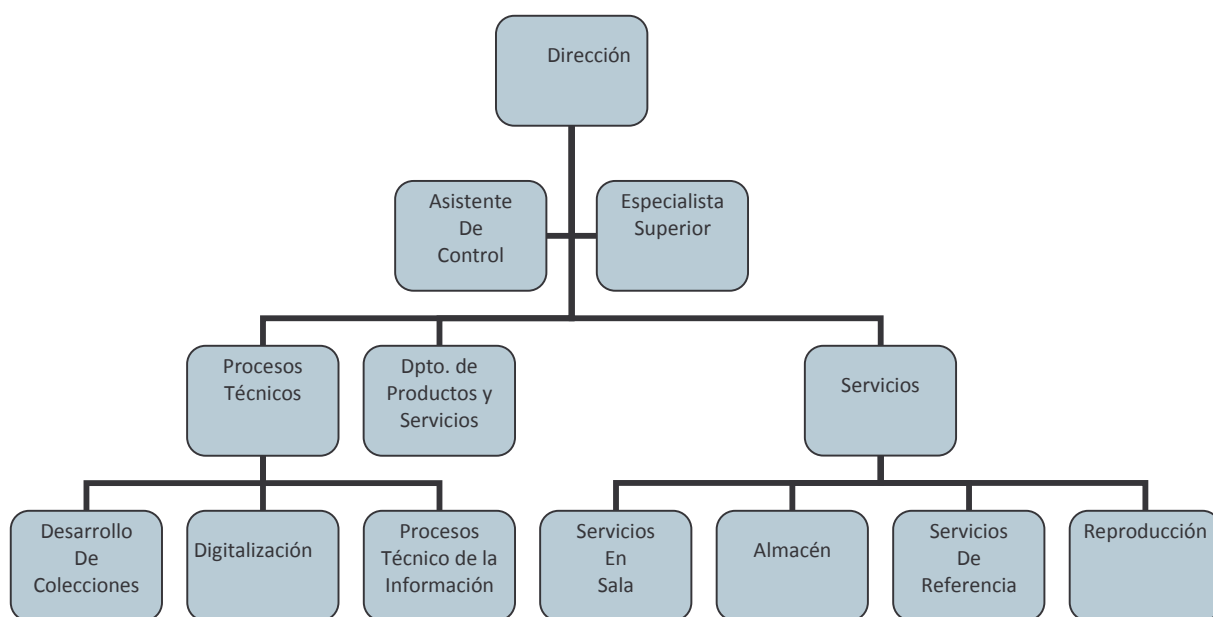 Dirección
Asistente
De
Control
Especialista
Superior
Procesos
Técnicos
Dpto. de
Productos y
Servicios
Servicios
Desarrollo
De
Colecciones
Digitalización
Procesos
Técnico de la
Información
Servicios
En
Sala
Almacén
Servicios
De
Referencia
Reproducción